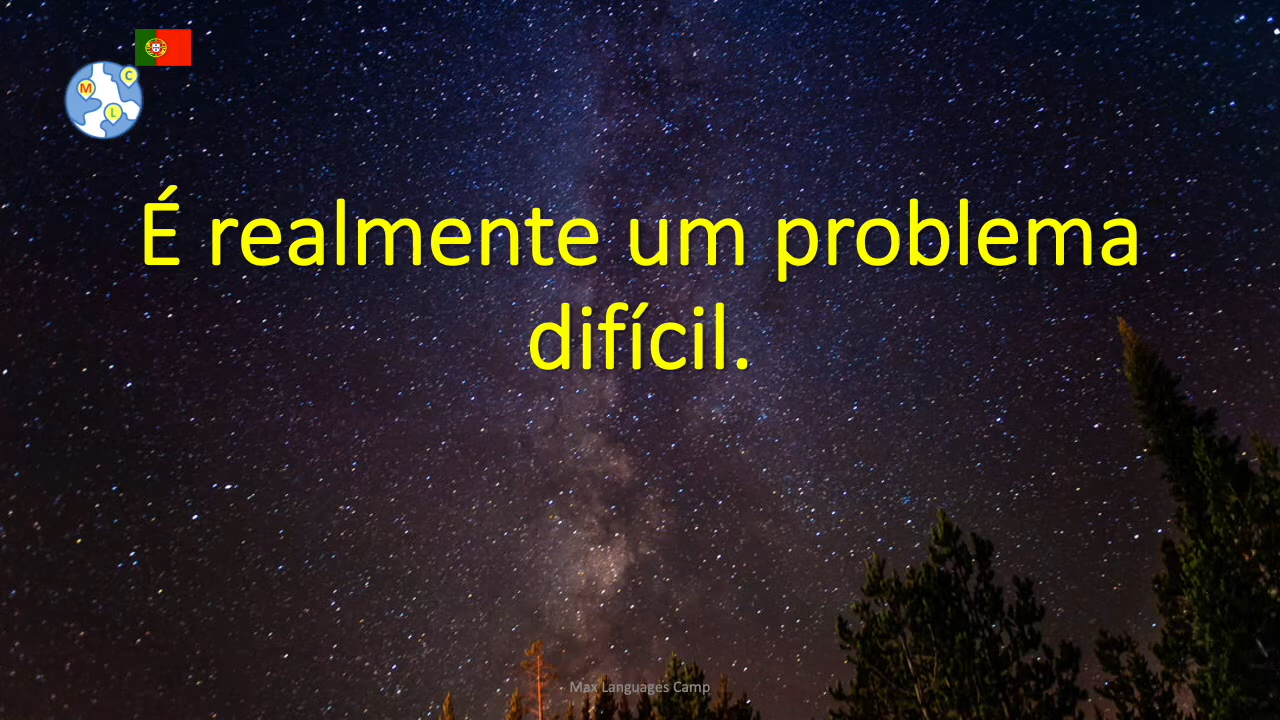 C
M
L
É realmente um problema
difícil.
Max Languages Camp